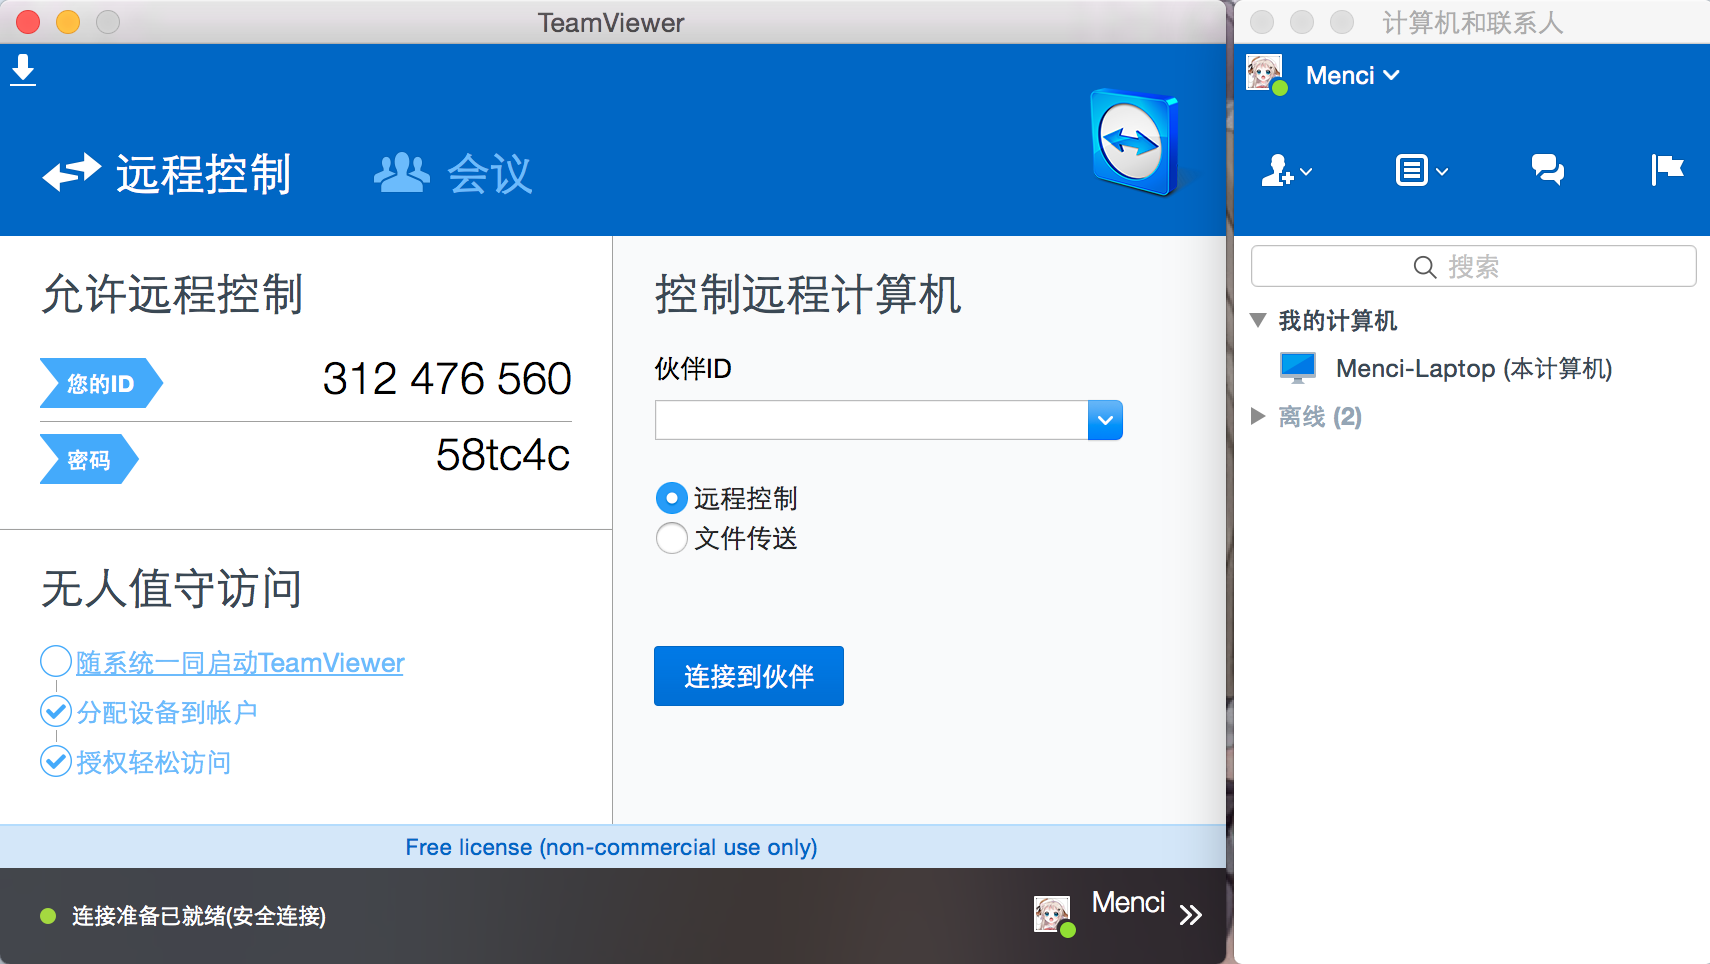 TeamViewer
远程控制
会议
允许远程控制
您的ID
312 476 560
密码
58tc4c
无人值守访问
随系统一同启动TeamViewer
分配设备到帐户
授权轻松访问
控制远程计算机
伙伴ID
远程控制
文件传送
连接到伙伴
Free license (non-commercial use only)
连接准备已就绪(安全连接)
Menci
计算机和联系人
Menci
搜索
我的计算机
Menci-Laptop (本计算机)
离线 (2)